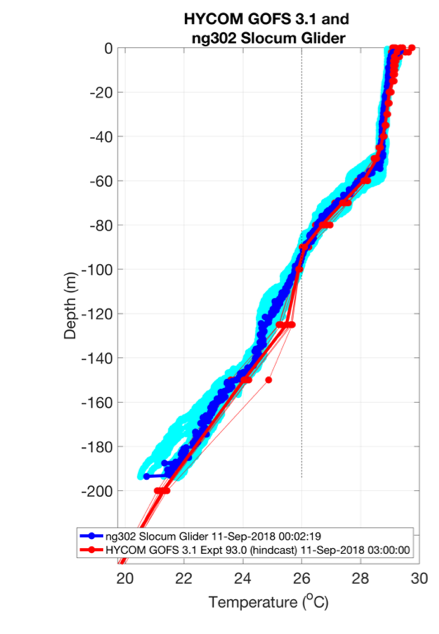 HYCOM GOFS 3.1 and
ng302 Slocum Glider
0
-20
-40
-60
-80
-100
-120
-140
-160
-180
-200
Depth (m)
ng302 Slocum Glider 11-Sep-2018 00:02:19
HYCOM GOFS 3.1 Expt 93.0 (hindcast) 11-Sep-2018 03:00:00
20 22 24 26 28 30
Temperature (°C)